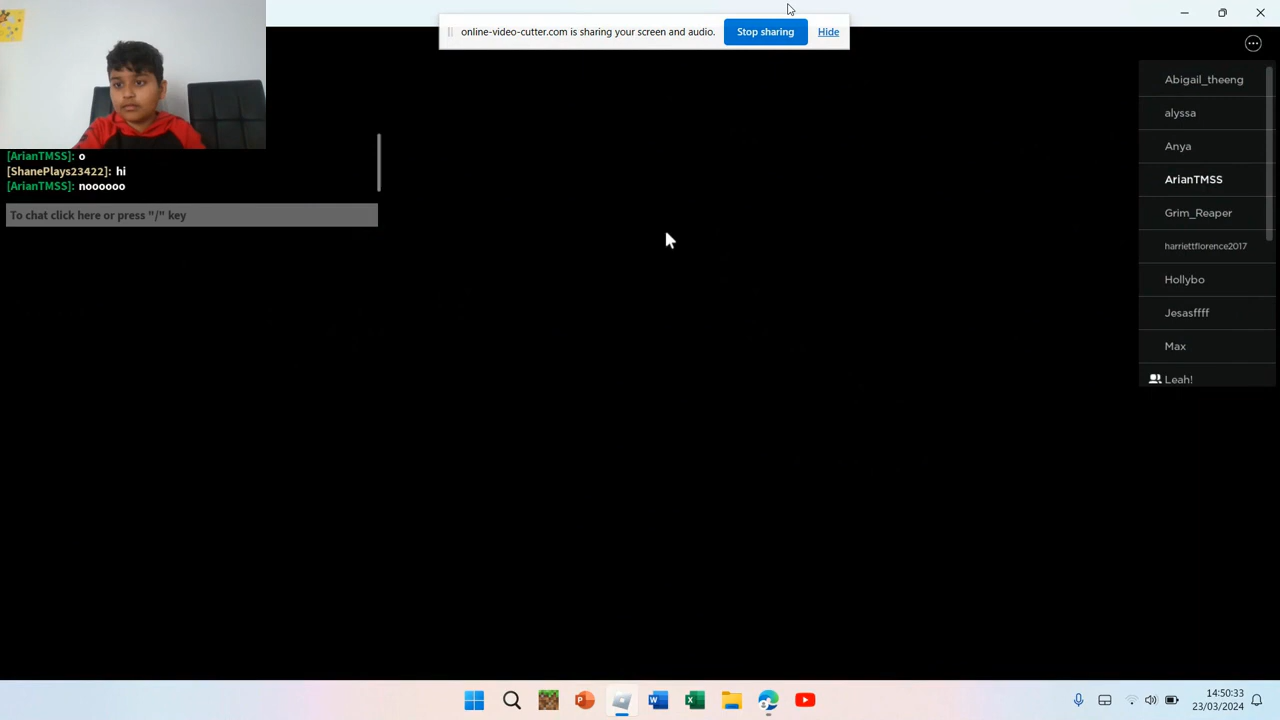 online-video-cutter.com is sharing your screen and audio.
Stop sharing
Hide
[ArianTMSS]: o
[ShanePlays23422]: hi
[ArianTMSS]: noooooo
To chat click here or press "/" key
Abigail_theeng
alyssa
Anya
ArianTMSS
Grim_Reaper
harriettflorence2017
Hollybo
Jesasffff
Max
Leah!
14:50:33
23/03/2024